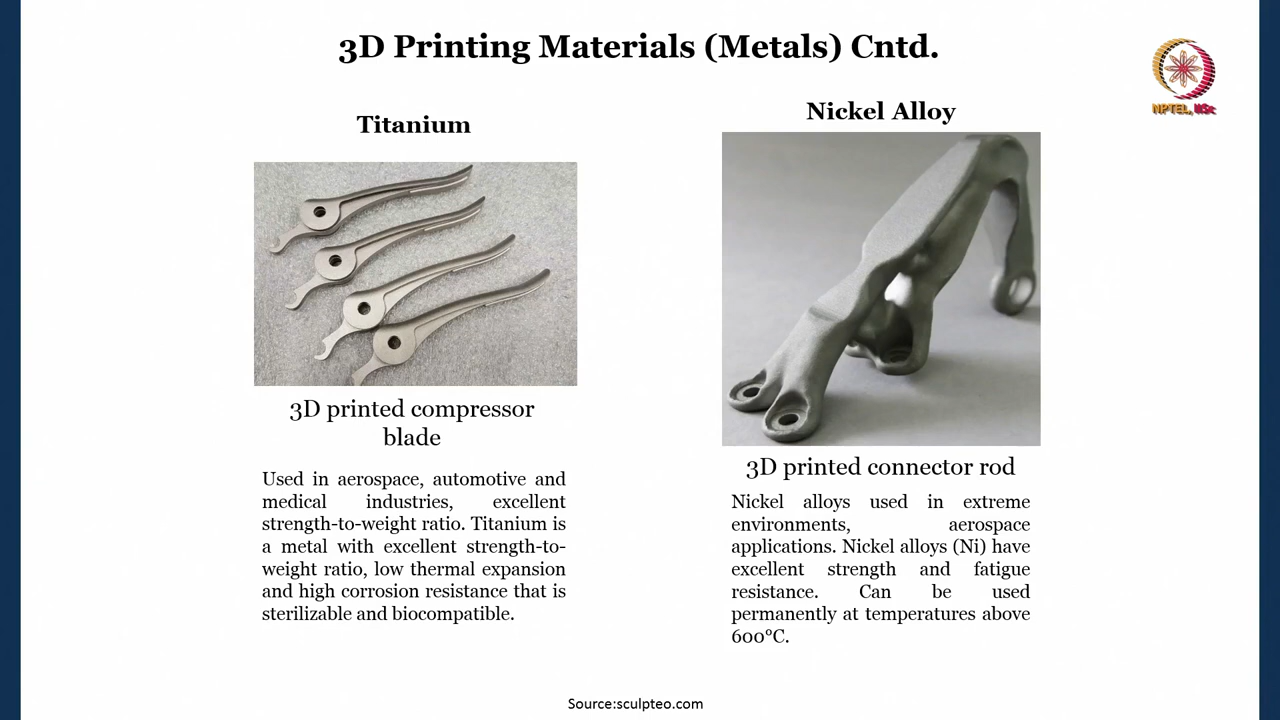 3D Printing Materials (Metals) Cntd.
NPTEL, IISc
Titanium
3D printed compressor
blade
Used in aerospace, automotive and
medical industries, excellent
strength-to-weight ratio. Titanium is
a metal with excellent strength-to-
weight ratio, low thermal expansion
and high corrosion resistance that is
sterilizable and biocompatible.
Nickel Alloy
3D printed connector rod
Nickel alloys used in extreme
environments, aerospace
applications. Nickel alloys (Ni) have
excellent strength and fatigue
resistance. Can be used
permanently at temperatures above
600°C.
Source:sculpteo.com